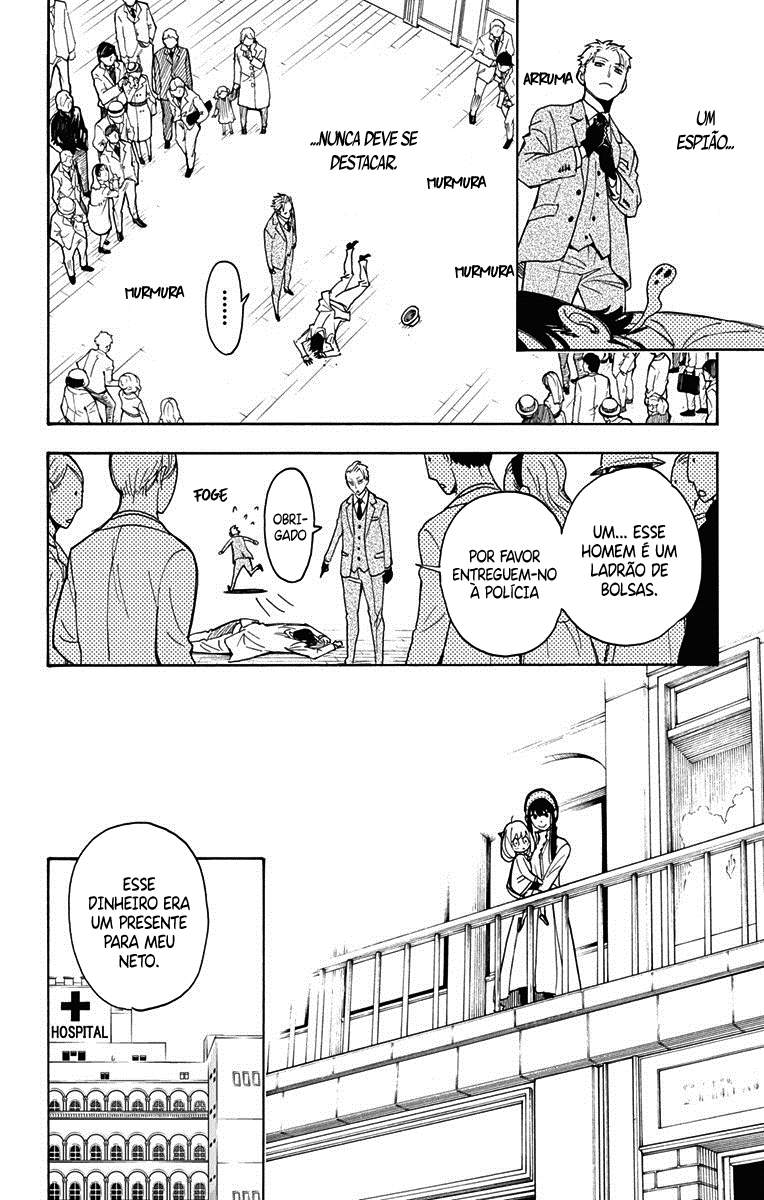 ARRUMA
UM
ESPIÃO...
...NUNCA DEVE SE
DESTACAR.
MURMURA
MURMURA
MURMURA
......
UM... ESSE
HOMEM É UM
LADRÃO DE
BOLSAS.
POR FAVOR
ENTREGUEM-NO
À POLÍCIA
OBRI-
GADO
FOGE
ESSE
DINHEIRO ERA
UM PRESENTE
PARA MEU
NETO.
HOSPITAL